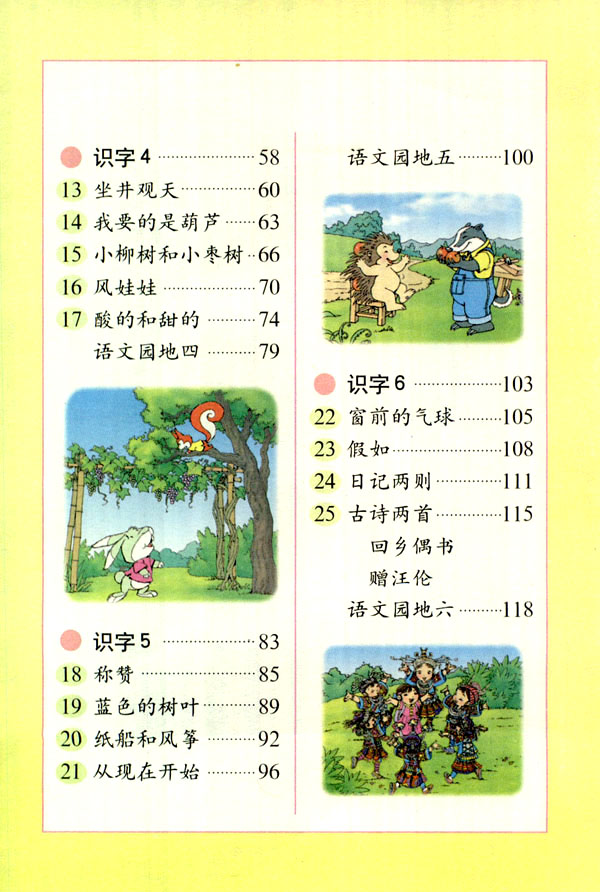 识字4 ………………… 58
13 坐井观天 …………… 60
14 我要的是葫芦 …… 63
15 小柳树和小枣树 ·· 66
16 风娃娃 ……………… 70
17 酸的和甜的 ………… 74
语文园地四 ………… 79
识字5 ………………… 83
18 称赞 ………………… 85
19 蓝色的树叶 ………… 89
20 纸船和风筝 ………… 92
21 从现在开始 ………… 96
语文园地五 ……… 100
识字6 ……………… 103
22 窗前的气球 ……… 105
23 假如 ……………… 108
24 日记两则 ………… 111
25 古诗两首 ………… 115
回乡偶书
赠汪伦
语文园地六 ……… 118